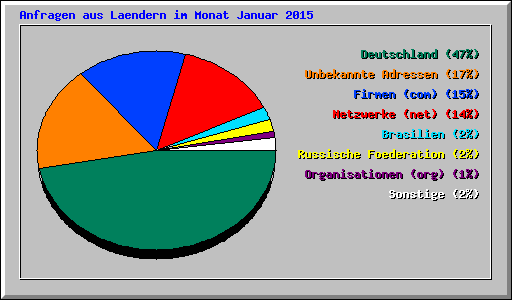 Anfragen aus Laendern im Monat Januar 2015
Deutschland (47%)
Unbekannte Adressen (17%)
Firmen (com) (15%)
Netzwerke (net) (14%)
Brasilien (2%)
Russische Foederation (2%)
Organisationen (org) (1%)
Sonstige (2%)